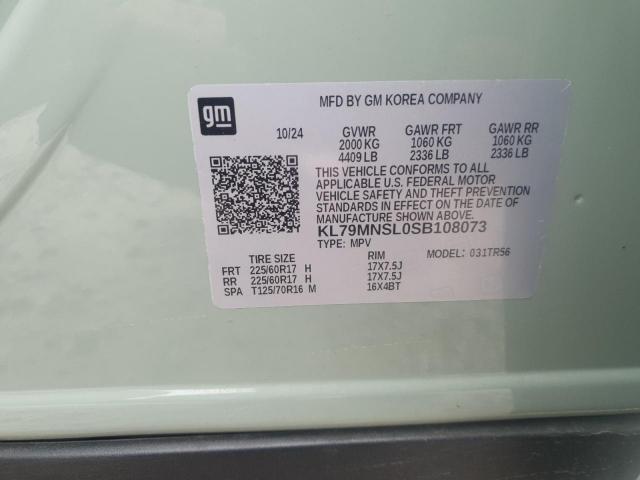 gm
MFD BY GM KOREA COMPANY
10/24 GVWR GAWR FRT GAWR RR
2000 KG 1060 KG 1060 KG
4409 LB 2336 LB 2336 LB
THIS VEHICLE CONFORMS TO ALL
APPLICABLE U.S. FEDERAL MOTOR
VEHICLE SAFETY AND THEFT PREVENTION
STANDARDS IN EFFECT ON THE DATE OF
MANUFACTURE SHOWN ABOVE.
KL79MNSL0SB108073
TYPE: MPV
TIRE SIZE RIM MODEL: 031TR56
FRT 225/60R17 H 17X7.5J
RR 225/60R17 H 17X7.5J
SPA T125/70R16 M 16X4BT